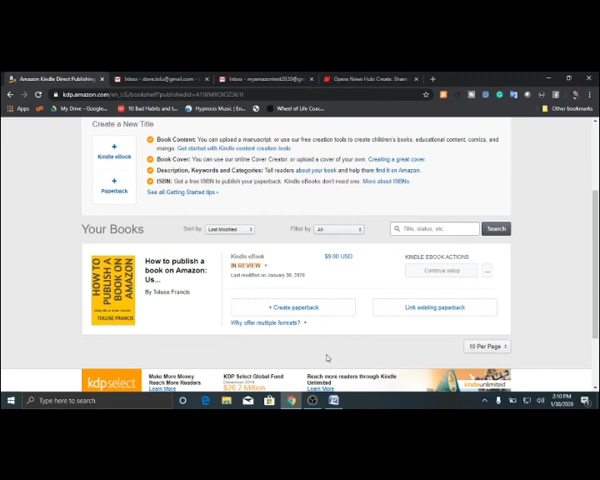 Amazon Kindle Direct Publishing
Inbox - dave.tolu@gmail.com
Inbox - myamazontest2020@g
Opera News Hub Create. Share
kdp.amazon.com/en_US/bookshelf?publishedId=
Apps
My Drive - Google...
10 Bad Habits and t...
Hypnosis Music | En...
Wheel of Life Coac...
Other bookmarks
Create a New Title
+
Kindle eBook
+
Paperback
Book Content: You can upload a manuscript, or use our free creation tools to create children's books, educational content, comics, and
manga. Get started with Kindle content creation tools.
Book Cover: You can use our online Cover Creator, or upload a cover of your own. Creating a great cover.
Description, Keywords and Categories: Tell readers about your book and help them find it on Amazon.
ISBN: Get a free ISBN to publish your paperback. Kindle eBooks don't need one. More about ISBNs.
See all Getting Started tips ›
Your Books
Sort by
Last Modified
Filter by
All
Title, status, etc.
Search
HOW TO
PUBLISH A
BOOK ON
AMAZON
TOLUSE FRANCIS
How to publish a
book on Amazon:
Us...
By Toluse Francis
Kindle eBook
$9.00 USD
IN REVIEW
Last modified on January 30, 2020
KINDLE EBOOK ACTIONS
Continue setup
...
+ Create paperback
Link existing paperback
Why offer multiple formats?
10 Per Page
kdpselect
Make More Money
Reach More Readers
Learn More
KDP Select Global Fund
December 2019
$26.2 Million
Reach more readers through Kindle
Unlimited
Learn More
kindleunlimited
Type here to search
2:10 PM
1/30/2020